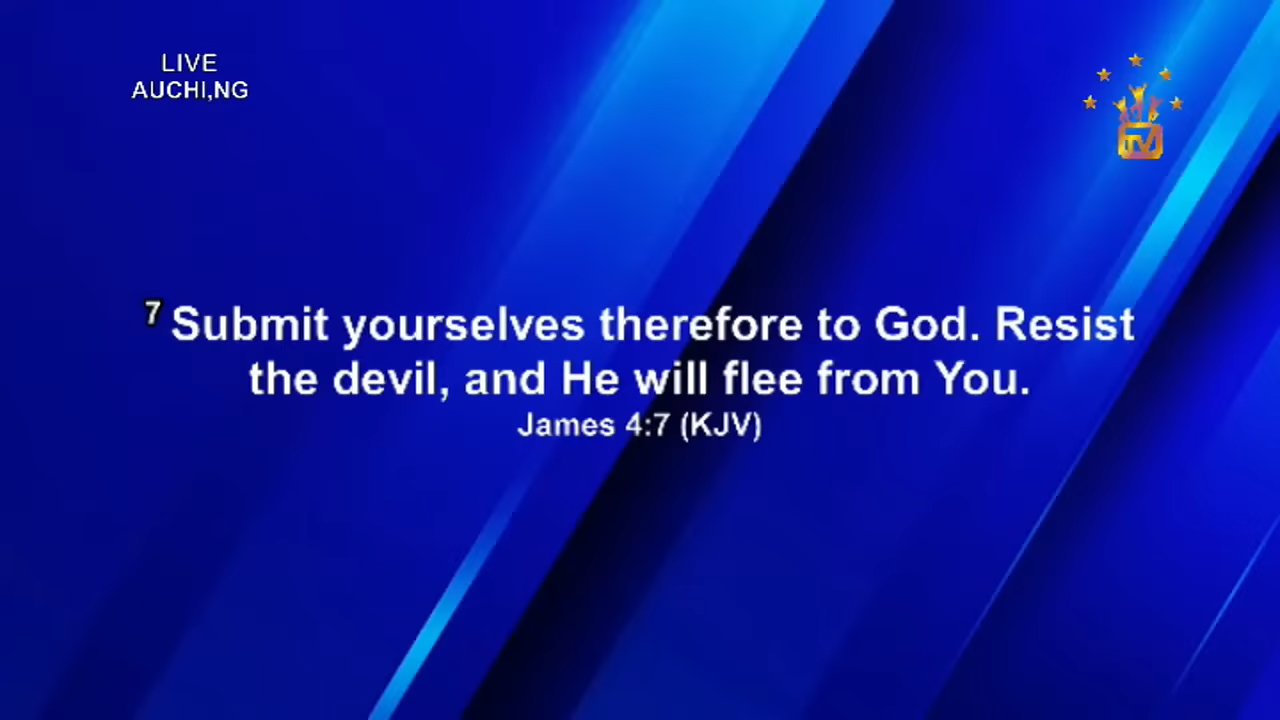 LIVE
AUCHI,NG
TV
7 Submit yourselves therefore to God. Resist
the devil, and He will flee from You.
James 4:7 (KJV)